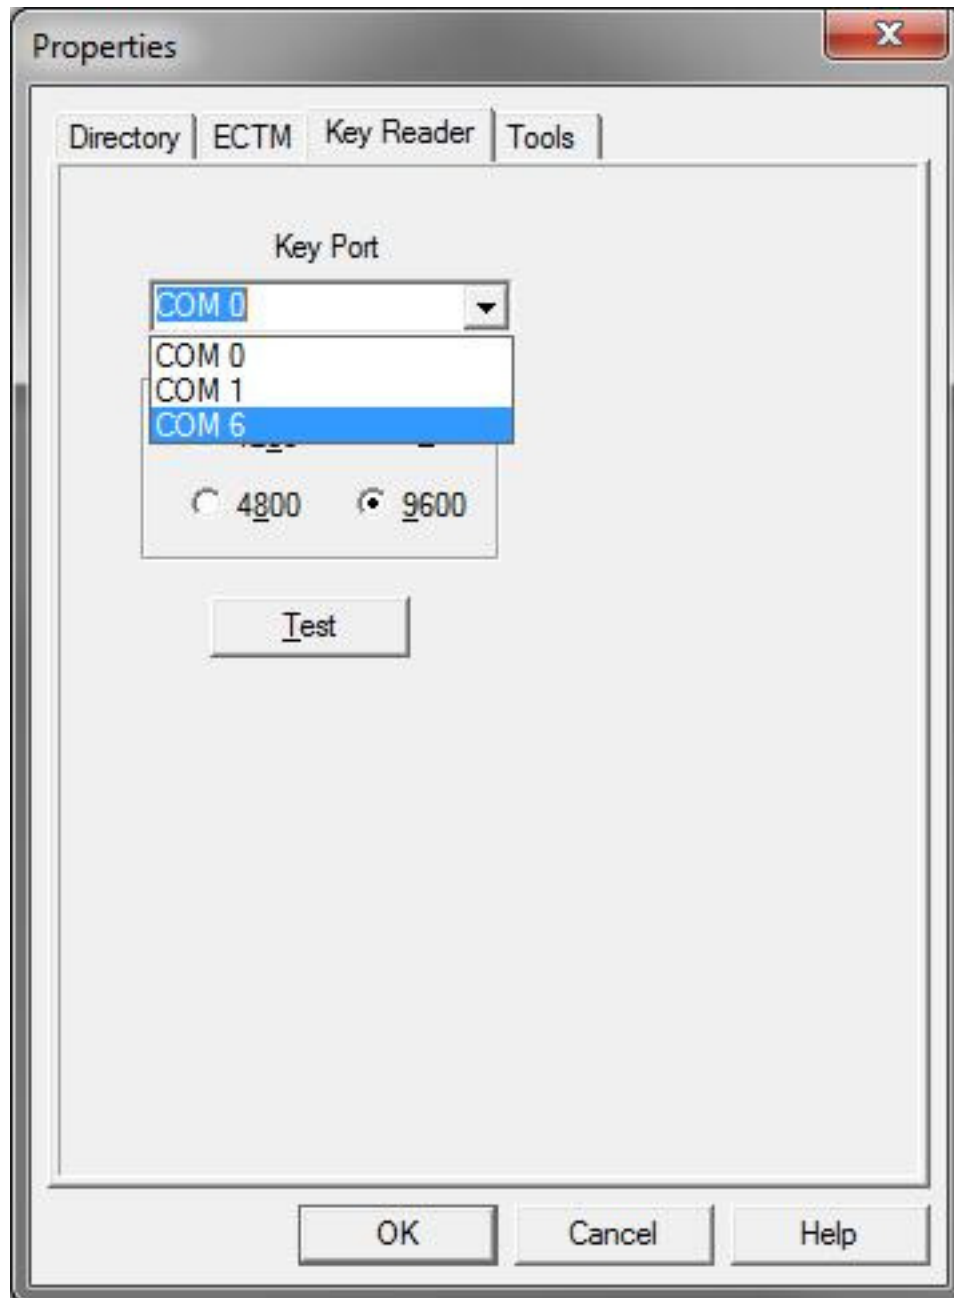 Properties
Directory ECTM Key Reader Tools
Key Port
COM 0
COM 0
COM 1
COM 6
4800 9600
Test
OK Cancel Help